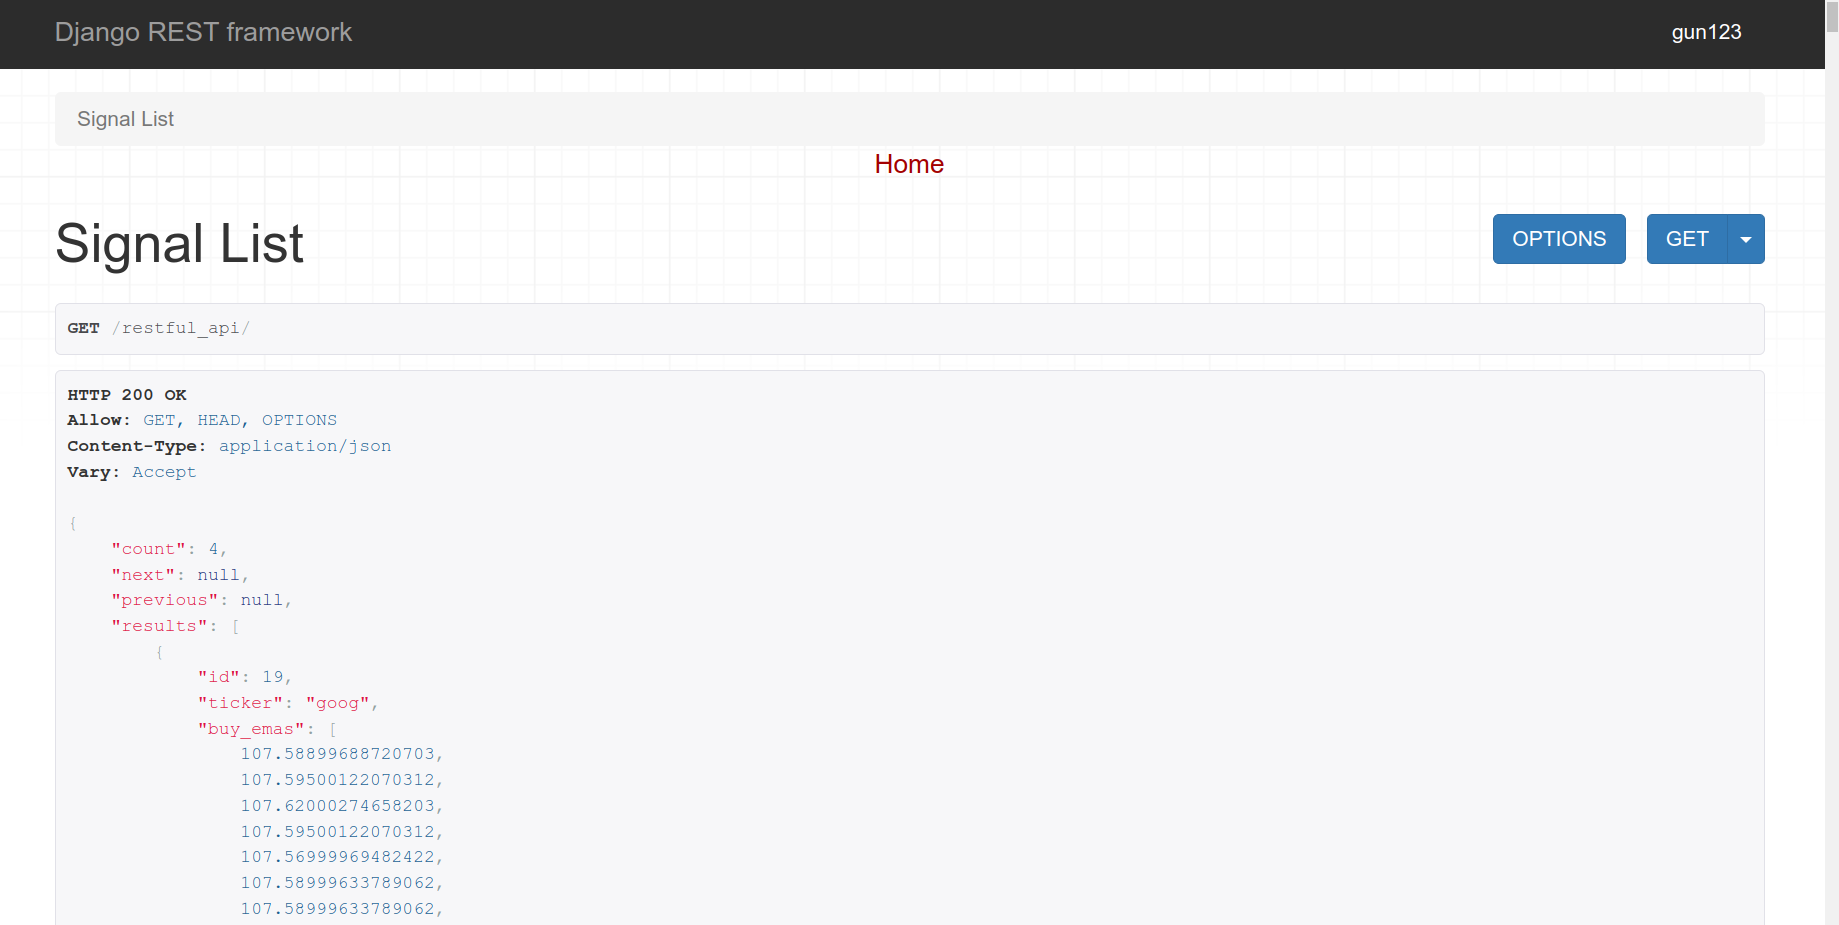 Django REST framework
gun123
Signal List
Home
Signal List
OPTIONS
GET
GET /restful_api/
HTTP 200 OK
Allow: GET, HEAD, OPTIONS
Content-Type: application/json
Vary: Accept
{
"count": 4,
"next": null,
"previous": null,
"results": [
{
"id": 19,
"ticker": "goog",
"buy_emas": [
107.58899688720703,
107.59500122070312,
107.62000274658203,
107.59500122070312,
107.56999969482422,
107.58999633789062,
107.58999633789062,